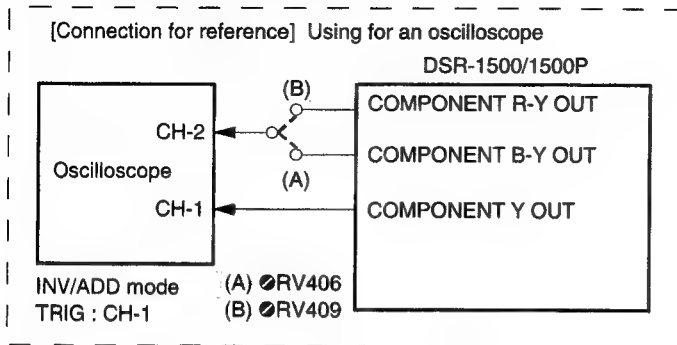 [Connection for reference] Using for an oscilloscope
DSR-1500/1500P
(B)
COMPONENT R-Y OUT
CH-2
COMPONENT B-Y OUT
Oscilloscope
(A)
CH-1
COMPONENT Y OUT
INV/ADD mode (A) RV406
TRIG : CH-1 (B) RV409